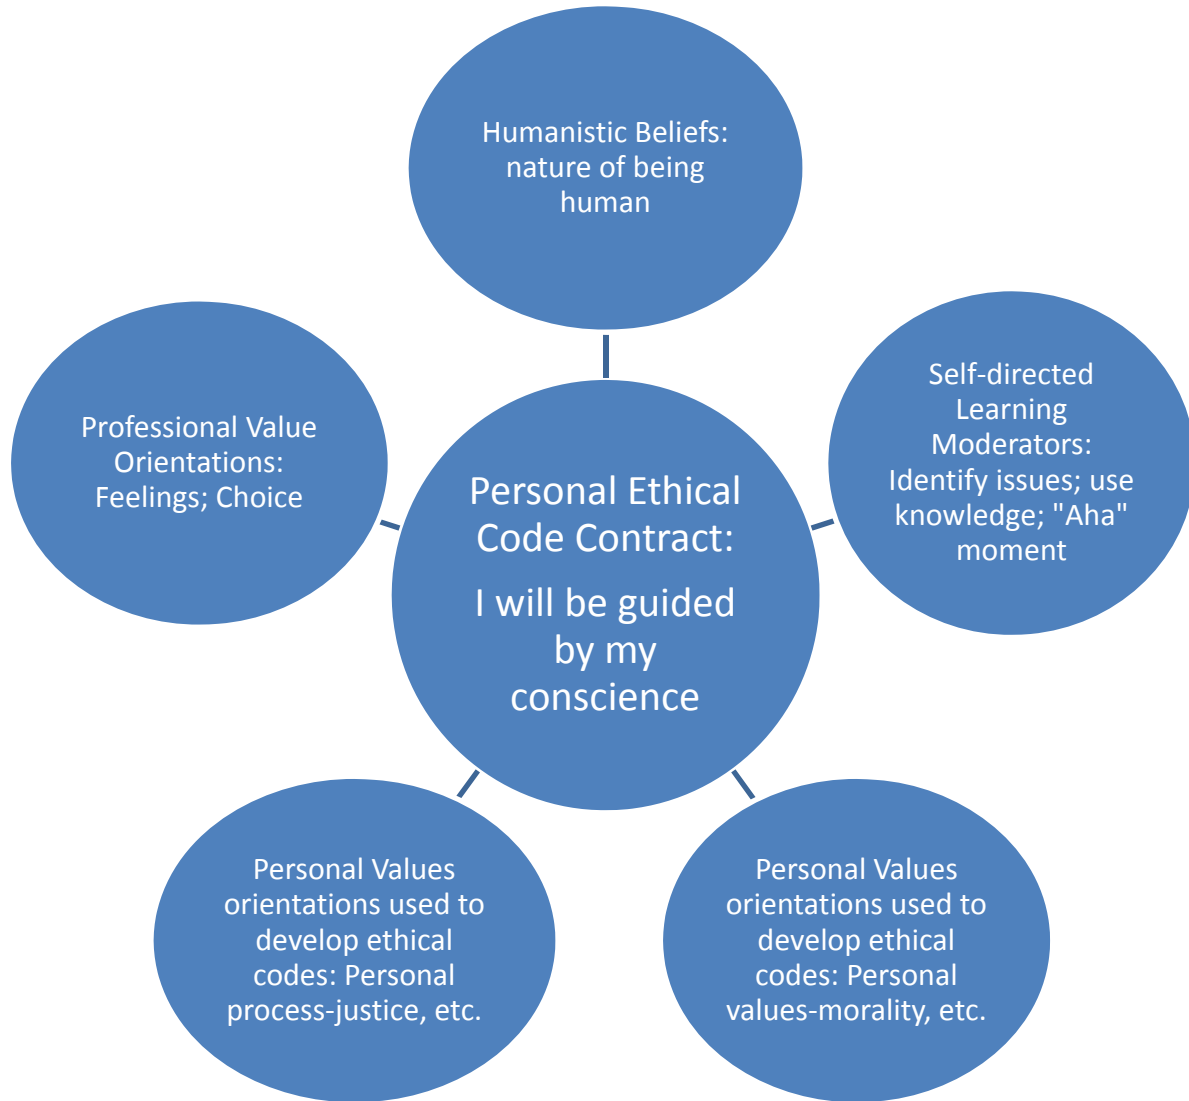 Humanistic Beliefs:
nature of being
human
Self-directed
Learning
Moderators:
Identify issues; use
knowledge; "Aha"
moment
Professional Value
Orientations:
Feelings; Choice
Personal Ethical
Code Contract:
I will be guided
by my
conscience
Personal Values
orientations used to
develop ethical
codes: Personal
process-justice, etc.
Personal Values
orientations used to
develop ethical
codes: Personal
values-morality, etc.